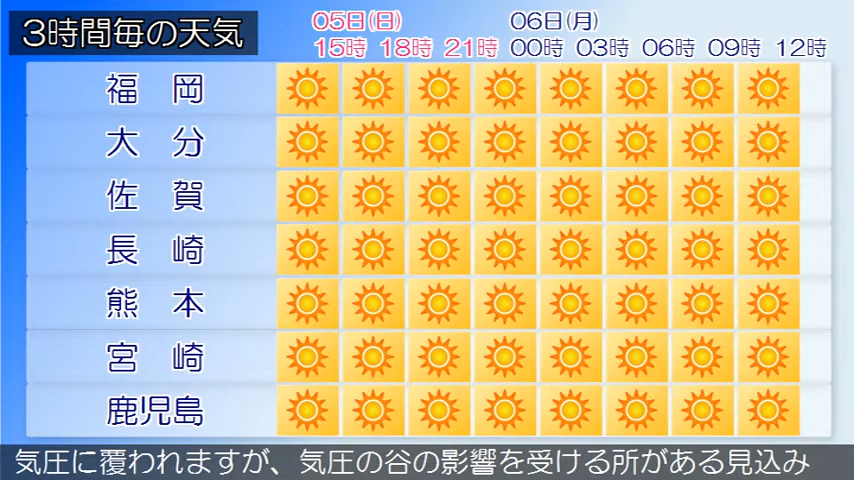 3時間毎の天気
05日(日) 06日(月)
15時 18時 21時 00時 03時 06時 09時 12時
福岡
大分
佐賀
長崎
熊本
宮崎
鹿児島
気圧に覆われますが、気圧の谷の影響を受ける所がある見込み